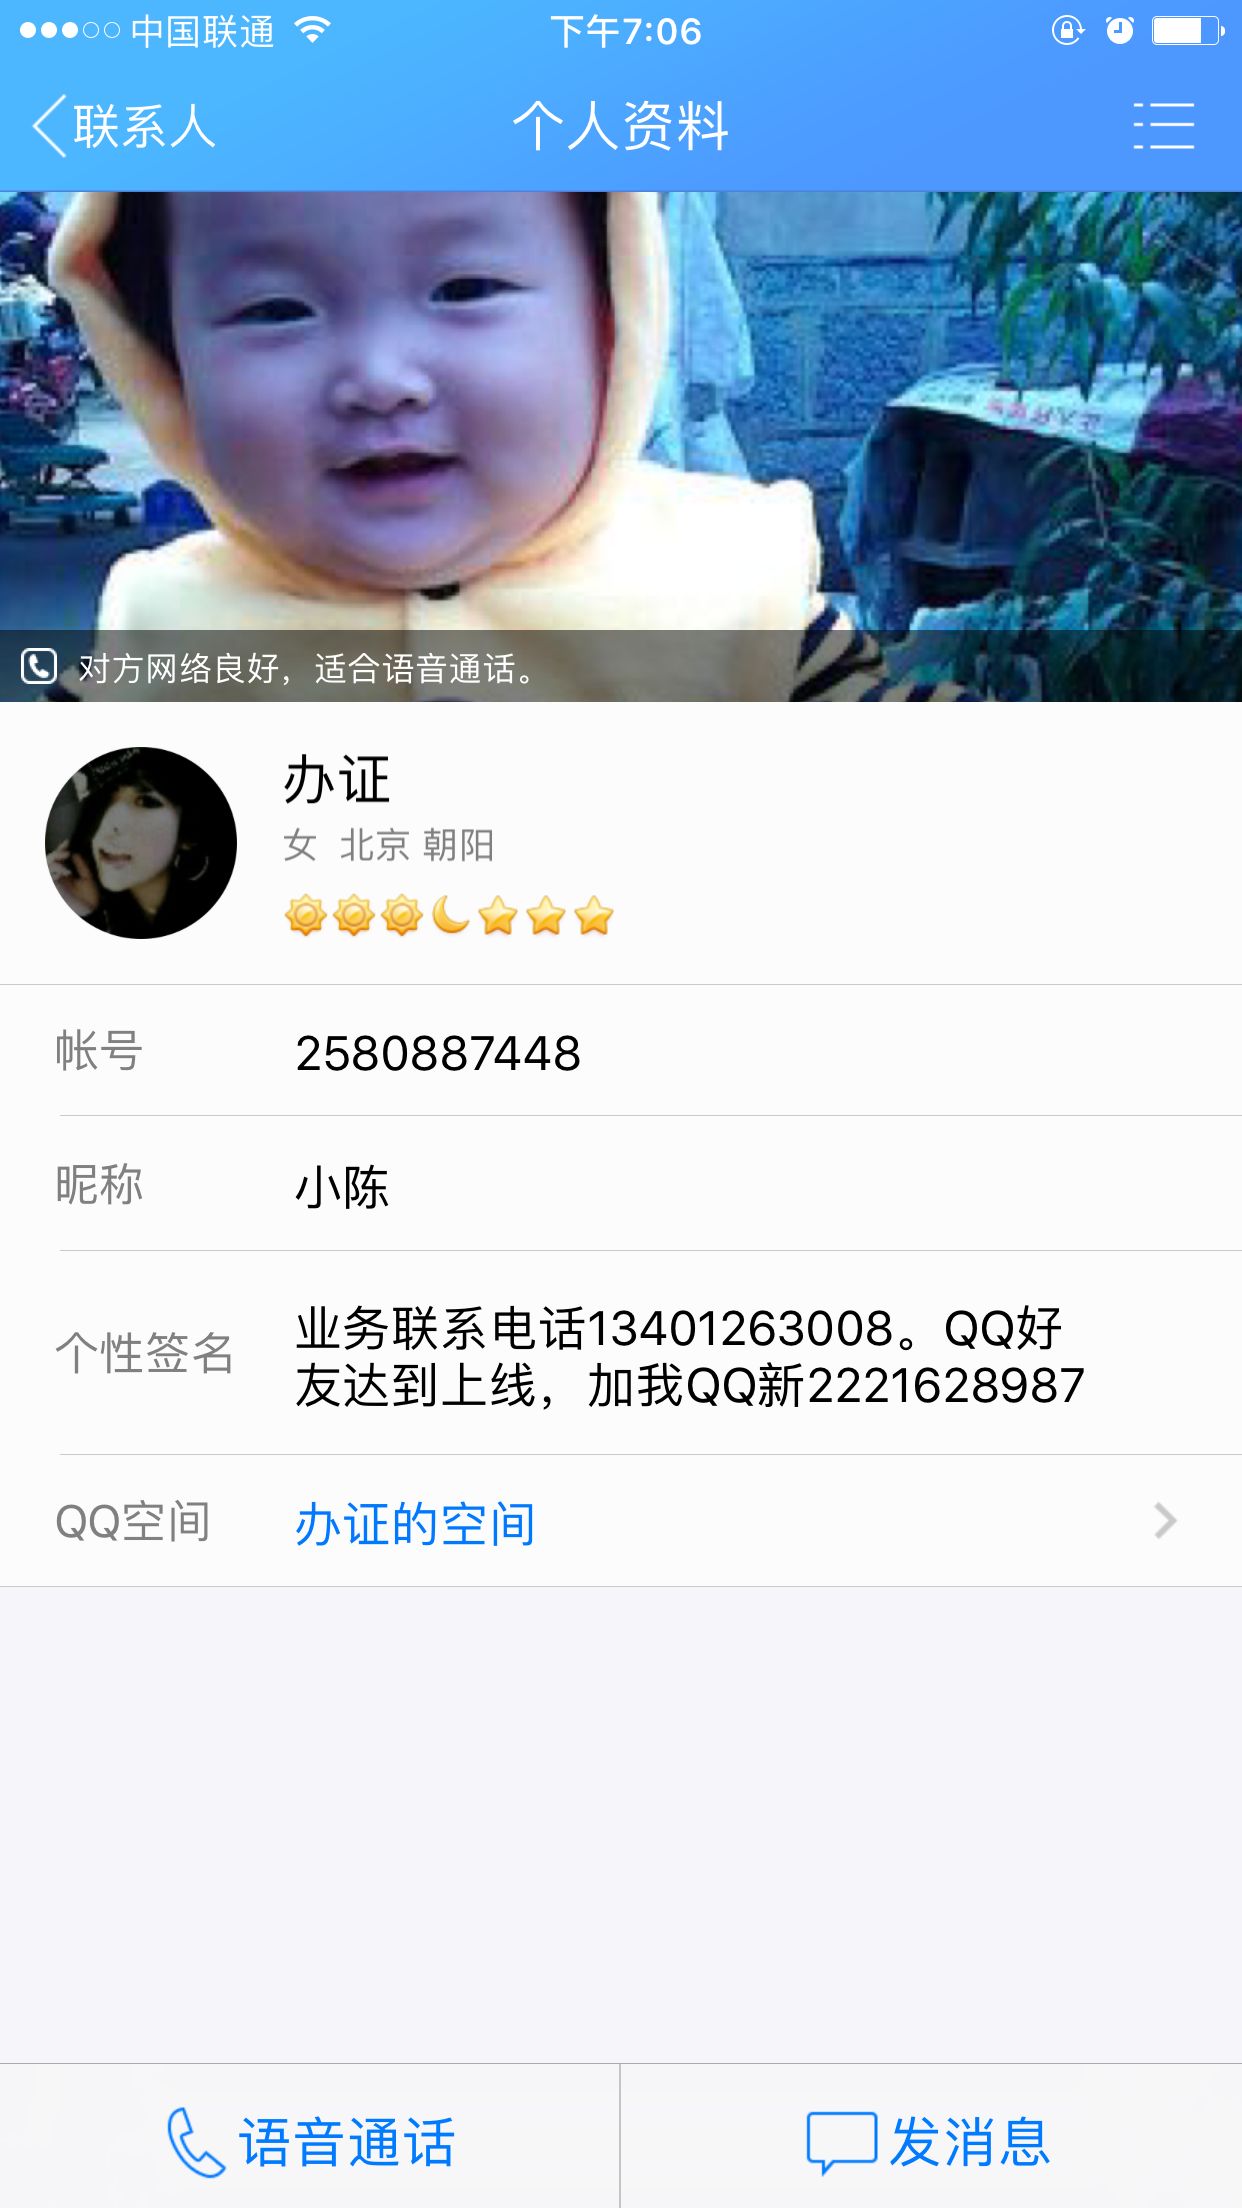 中国联通
下午7:06
联系人
个人资料
对方网络良好，适合语音通话。
办证
女 北京 朝阳
帐号
2580887448
昵称
小陈
个性签名
业务联系电话13401263008。QQ好
友达到上线，加我QQ新2221628987
QQ空间
办证的空间
语音通话
发消息